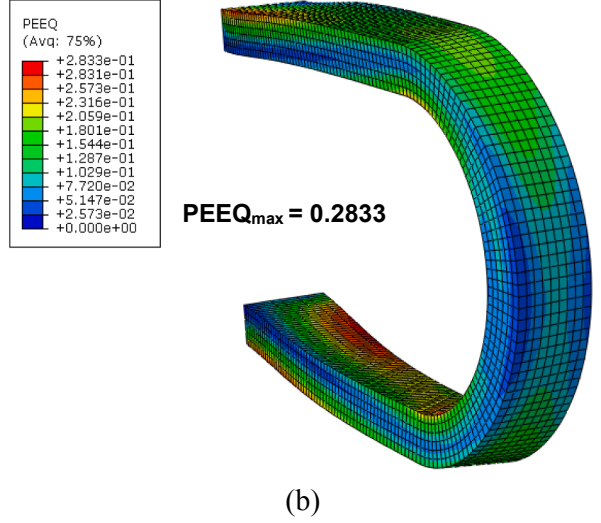 PEEQ
(Avg: 75%)
+2.833e-01
+2.831e-01
+2.573e-01
+2.316e-01
+2.059e-01
+1.801e-01
+1.544e-01
+1.287e-01
+1.029e-01
+7.720e-02
+5.147e-02
+2.573e-02
+0.000e+00
PEEQmax = 0.2833
(b)